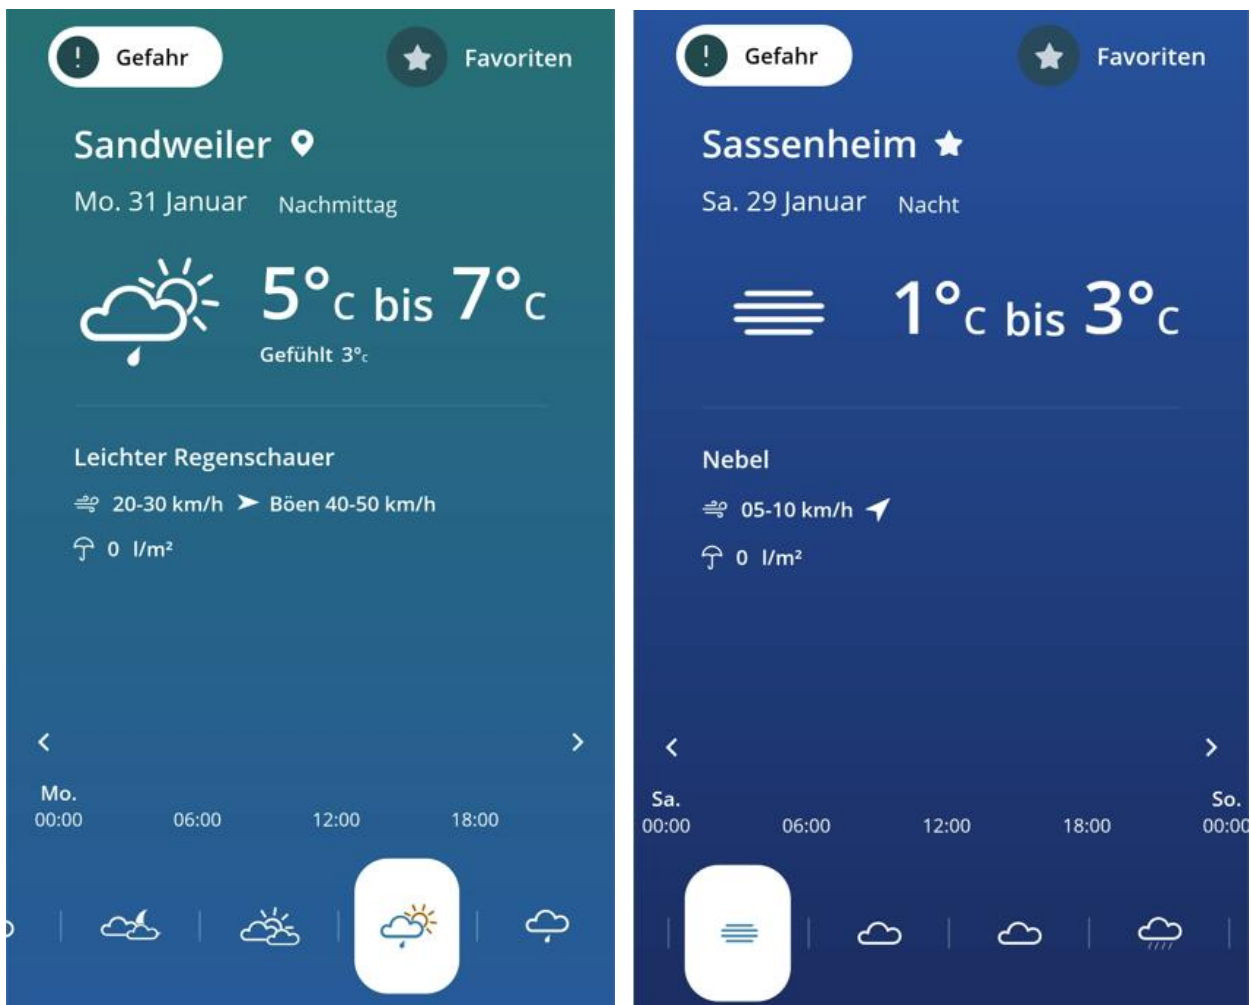 ! Gefahr
Favoriten
Sandweiler
Mo. 31 Januar Nachmittag
5°C bis 7°C
Gefühlt 3°c
Leichter Regenschauer
20-30 km/h Böen 40-50 km/h
0 l/m²
Mo.
00:00 06:00 12:00 18:00
! Gefahr
Favoriten
Sassenheim
Sa. 29 Januar Nacht
1°C bis 3°C
Nebel
05-10 km/h
0 l/m²
Sa. So.
00:00 06:00 12:00 18:00 00:00